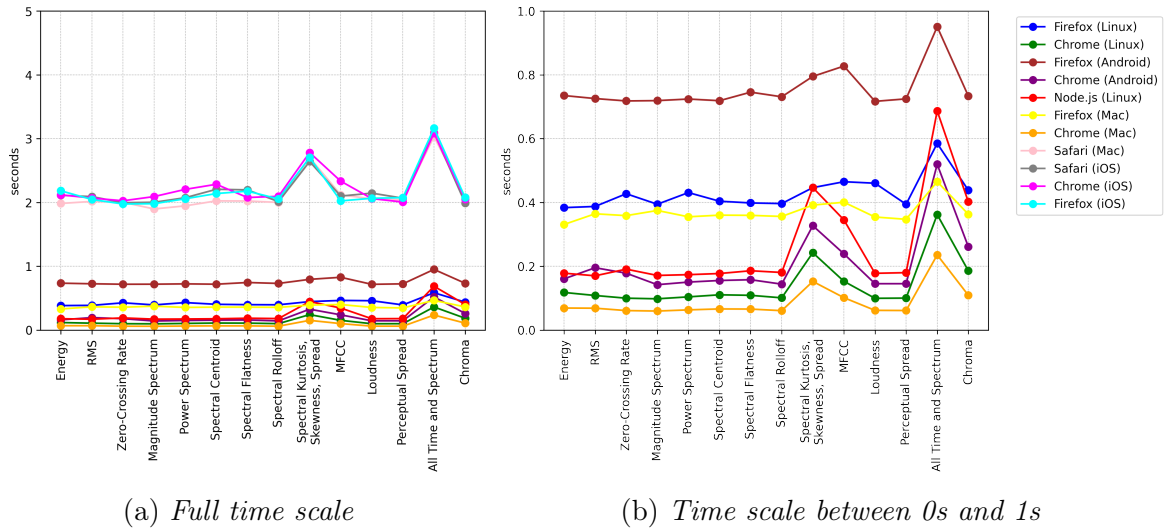 5
4
3
2
1
0
seconds
Energy
RMS
Zero-Crossing Rate
Magnitude Spectrum
Power Spectrum
Spectral Centroid
Spectral Flatness
Spectral Rolloff
Spectral Kurtosis,
Skewness, Spread
MFCC
Loudness
Perceptual Spread
All Time and Spectrum
Chroma
(a) Full time scale
1.0
0.8
0.6
0.4
0.2
0.0
seconds
Energy
RMS
Zero-Crossing Rate
Magnitude Spectrum
Power Spectrum
Spectral Centroid
Spectral Flatness
Spectral Rolloff
Spectral Kurtosis,
Skewness, Spread
MFCC
Loudness
Perceptual Spread
All Time and Spectrum
Chroma
(b) Time scale between 0s and 1s
Firefox (Linux)
Chrome (Linux)
Firefox (Android)
Chrome (Android)
Node.js (Linux)
Firefox (Mac)
Chrome (Mac)
Safari (Mac)
Safari (iOS)
Chrome (iOS)
Firefox (iOS)